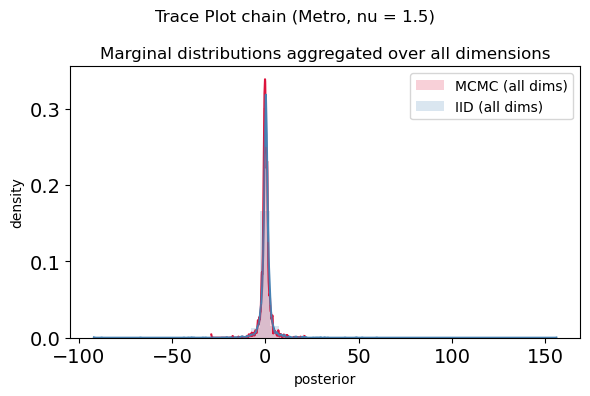 Trace Plot chain (Metro, nu = 1.5)
Marginal distributions aggregated over all dimensions
MCMC (all dims)
IID (all dims)
density
0.3
0.2
0.1
0.0
-100
-50
0
50
100
150
posterior